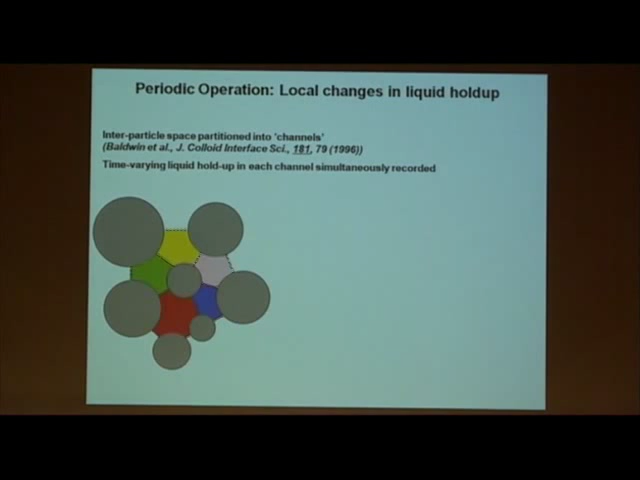 Periodic Operation: Local changes in liquid holdup
Inter-particle space partitioned into 'channels'
(Baldwin et al., J. Colloid Interface Sci., 181, 79 (1996))
Time-varying liquid hold-up in each channel simultaneously recorded